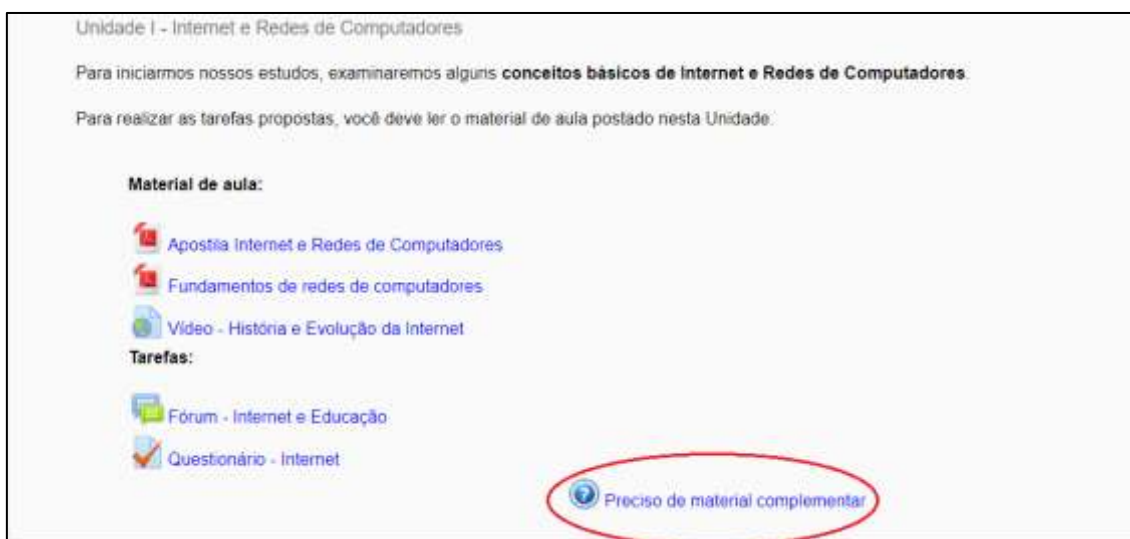 Unidade I - Internet e Redes de Computadores
Para iniciarmos nossos estudos, examinaremos alguns conceitos básicos de Internet e Redes de Computadores.
Para realizar as tarefas propostas, você deve ler o material de aula postado nesta Unidade.
Material de aula:
Apostila Internet e Redes de Computadores
Fundamentos de redes de computadores
Vídeo - História e Evolução da Internet
Tarefas:
Fórum - Internet e Educação
Questionário - Internet
Preciso de material complementar